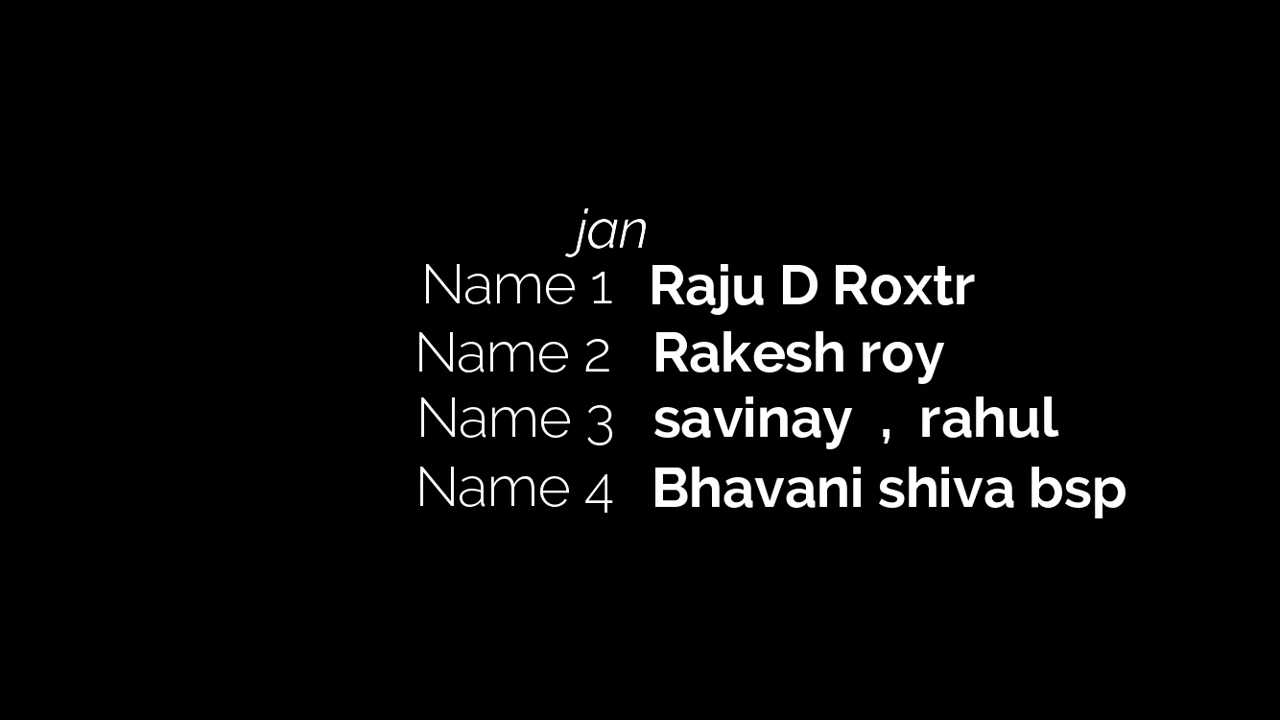 jan
Name 1 Raju D Roxtr
Name 2 Rakesh roy
Name 3 savinay , rahul
Name 4 Bhavani shiva bsp